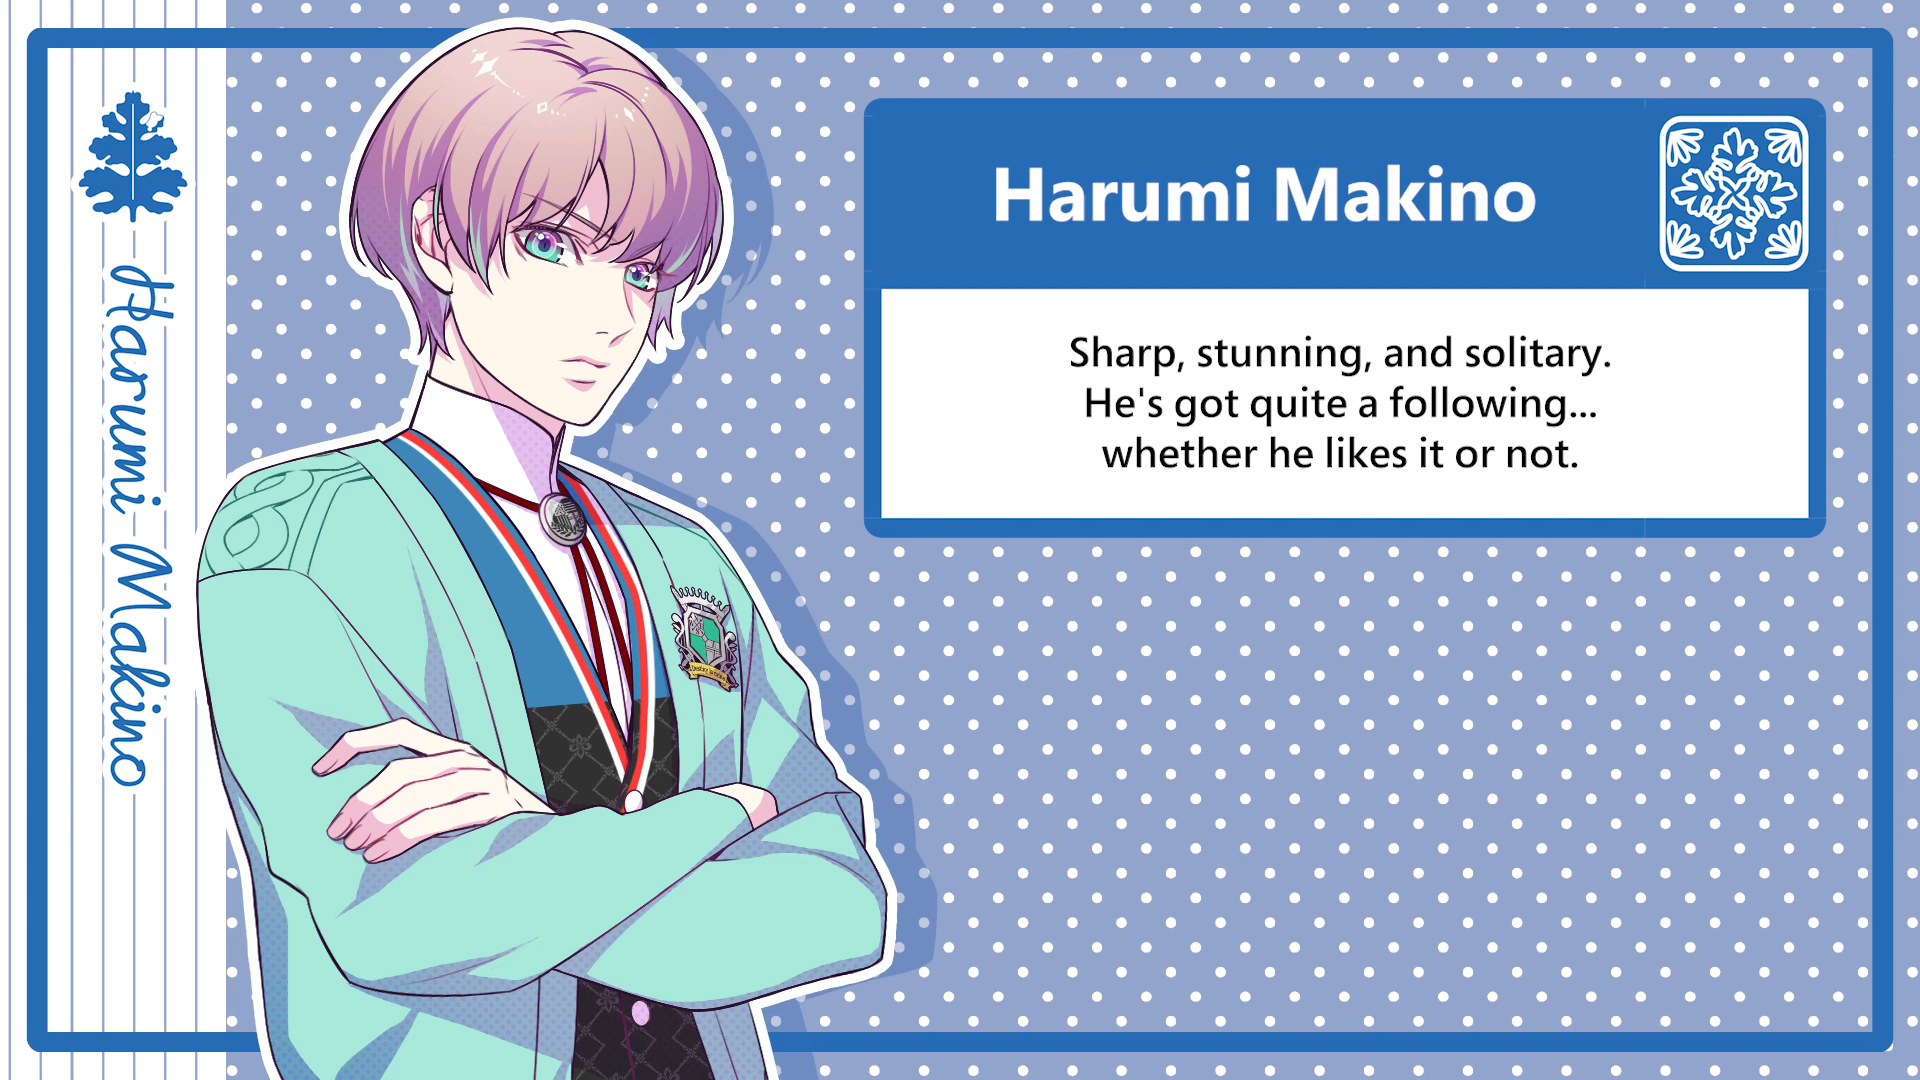 Harumi Makino
Harumi Makino
Sharp, stunning, and solitary.
He's got quite a following...
whether he likes it or not.